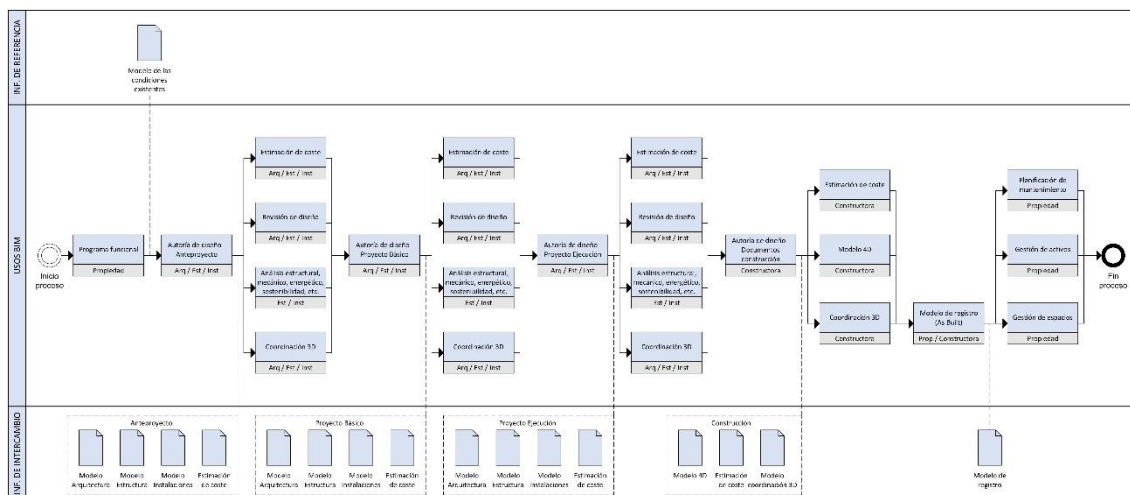 INF. DE REFERENCIA
Modelo de las
condiciones
existentes
USOS BIM
Inicio
proceso
Programa funcional
Propiedad
Autoría de diseño
Anteproyecto
Arq / Est / Inst
Estimación de coste
Arq / Est / Inst
Revisión de diseño
Arq / Est / Inst
Análisis estructural,
mecánico, energético,
sostenibilidad, etc.
Est / Inst
Coordinación 3D
Arq / Est / Inst
Autoría de diseño
Proyecto Básico
Arq / Est / Inst
Estimación de coste
Arq / Est / Inst
Revisión de diseño
Arq / Est / Inst
Análisis estructural,
mecánico, energético,
sostenibilidad, etc.
Est / Inst
Coordinación 3D
Arq / Est / Inst
Autoría de diseño
Proyecto Ejecución
Arq / Est / Inst
Estimación de coste
Arq / Est / Inst
Revisión de diseño
Arq / Est / Inst
Análisis estructural,
mecánico, energético,
sostenibilidad, etc.
Est / Inst
Coordinación 3D
Arq / Est / Inst
Autoría de diseño
Documentos
construcción
Constructora
Estimación de coste
Constructora
Modelo 4D
Constructora
Coordinación 3D
Constructora
Modelo de registro
(As Built)
Prop / Constructora
Planificación de
mantenimiento
Propiedad
Gestión de activos
Propiedad
Gestión de espacios
Propiedad
Fin
proceso
INF. DE INTERCAMBIO
Anteproyecto
Modelo
Arquitectura
Modelo
Estructura
Modelo
Instalaciones
Estimación
de coste
Proyecto Básico
Modelo
Arquitectura
Modelo
Estructura
Modelo
Instalaciones
Estimación
de coste
Proyecto Ejecución
Modelo
Arquitectura
Modelo
Estructura
Modelo
Instalaciones
Estimación
de coste
Construcción
Modelo 4D
Estimación
de coste
Modelo
coordinación 3D
Modelo de
registro